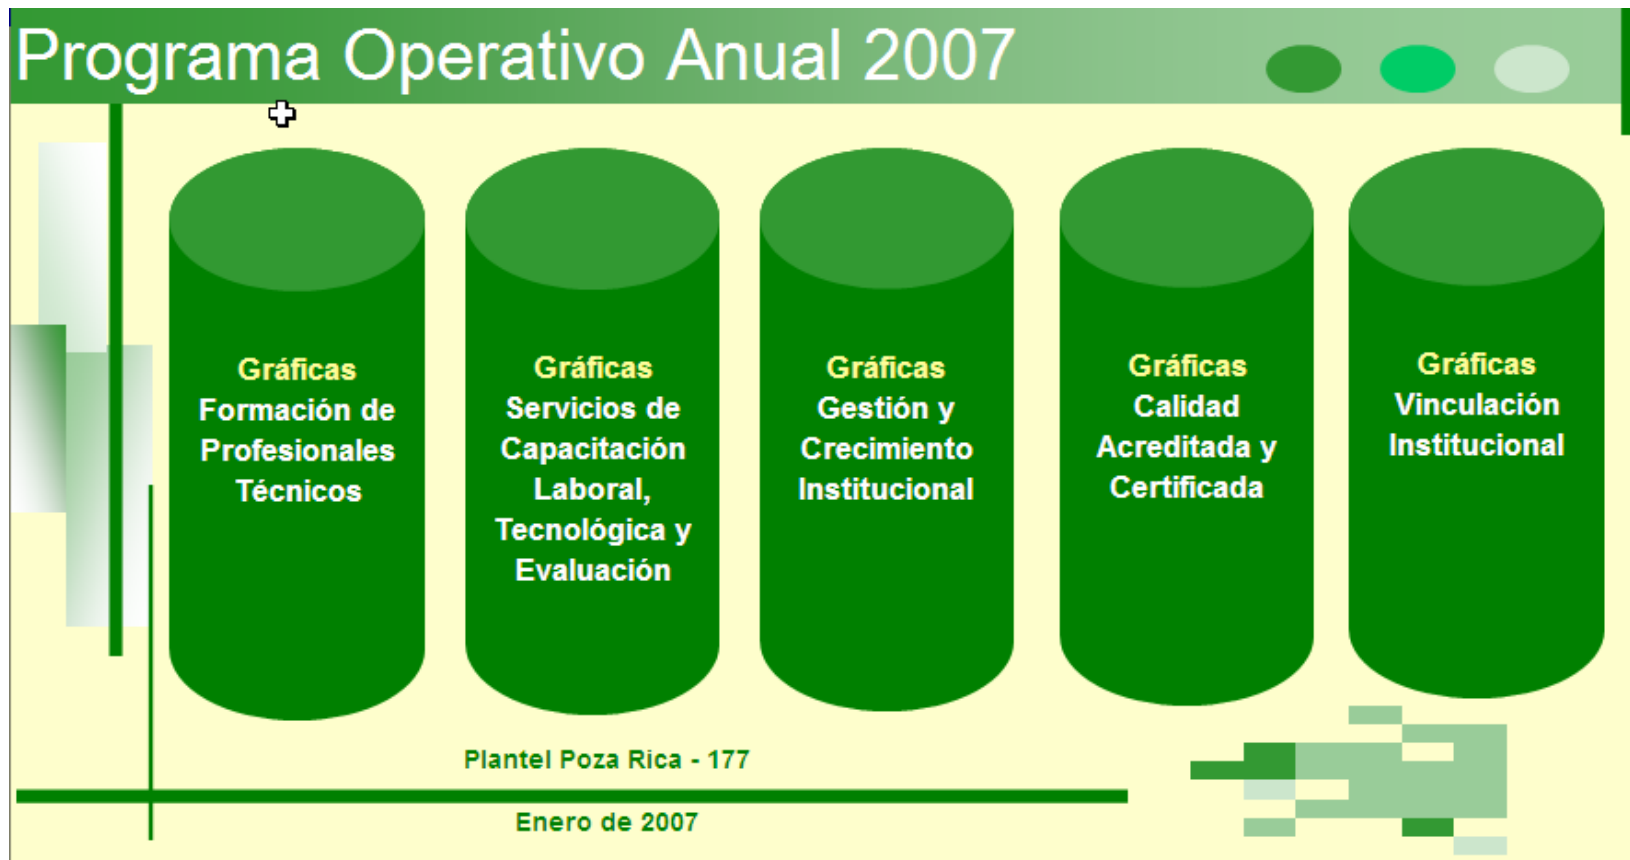 Programa Operativo Anual 2007
Gráficas
Formación de
Profesionales
Técnicos
Gráficas
Servicios de
Capacitación
Laboral,
Tecnológica y
Evaluación
Gráficas
Gestión y
Crecimiento
Institucional
Gráficas
Calidad
Acreditada y
Certificada
Gráficas
Vinculación
Institucional
Plantel Poza Rica - 177
Enero de 2007